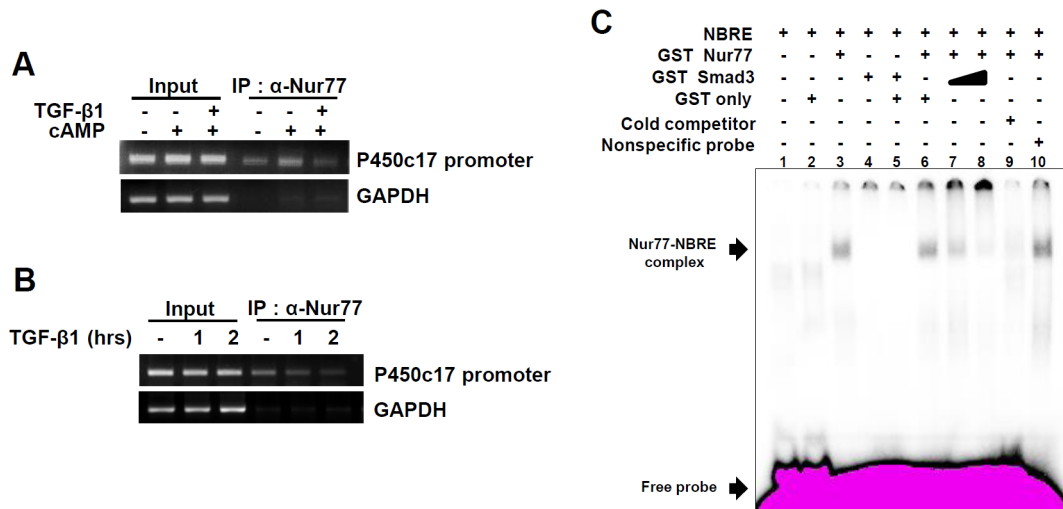 A
Input IP : α-Nur77
TGF-β1 + +
cAMP - + + - + +
P450c17 promoter
GAPDH
B
Input IP : α-Nur77
TGF-β1 (hrs) - 1 2 - 1 2
P450c17 promoter
GAPDH
C
NBRE + + + + + + + + + +
GST Nur77 - - + - - + + + + +
GST Smad3 - - - + + - - -
GST only - + - - + + - - - -
Cold competitor - - - - - - - - + -
Nonspecific probe - - - - - - - - - +
1 2 3 4 5 6 7 8 9 10
Nur77-NBRE
complex
Free probe